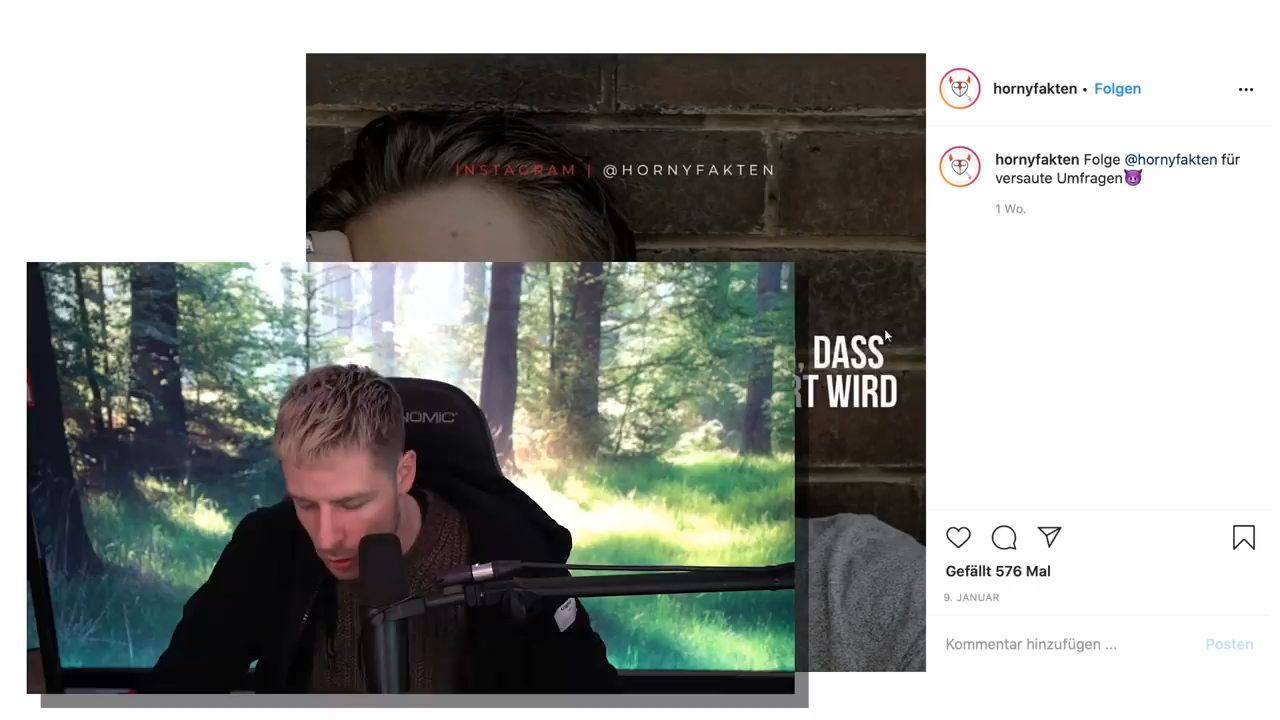 INSTAGRAM | @HORNYFAKTEN
, DASS
RT WIRD
NOMIC
hornyfakten • Folgen
hornyfakten Folge @hornyfakten für
versaute Umfragen😈
1 Wo.
Gefällt 576 Mal
9. JANUAR
Kommentar hinzufügen ...
Posten